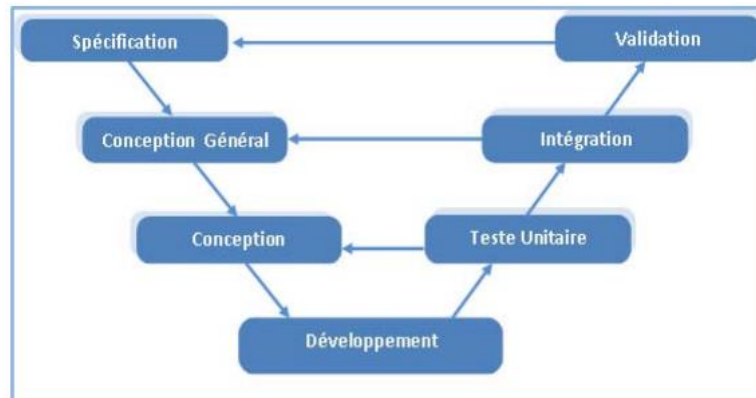 Spécification
Validation
Conception Général
Intégration
Conception
Teste Unitaire
Développement